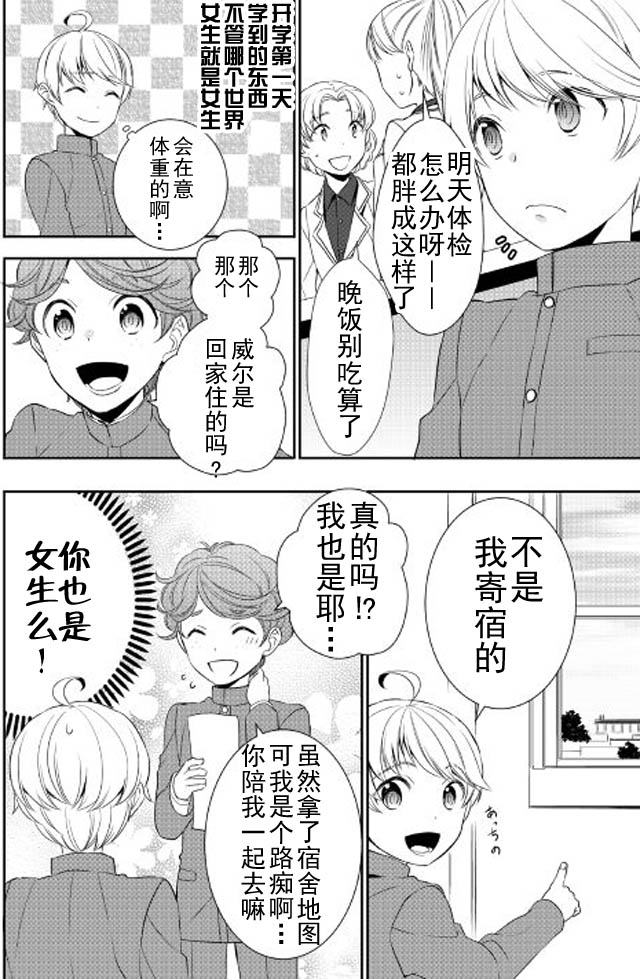 明天体检
怎么办呀——
都胖成这样了
晚饭别吃算了
开学第一天
学到的东西
不管哪个世界
女生就是女生
会在意
体重的啊…
那个
那个
威尔是
回家住的吗?
不是
我寄宿的
あっちの
真的吗!?
我也是耶…
虽然拿了宿舍地图
可我是个路痴啊…
你陪我一起去嘛
你也是
女生么!